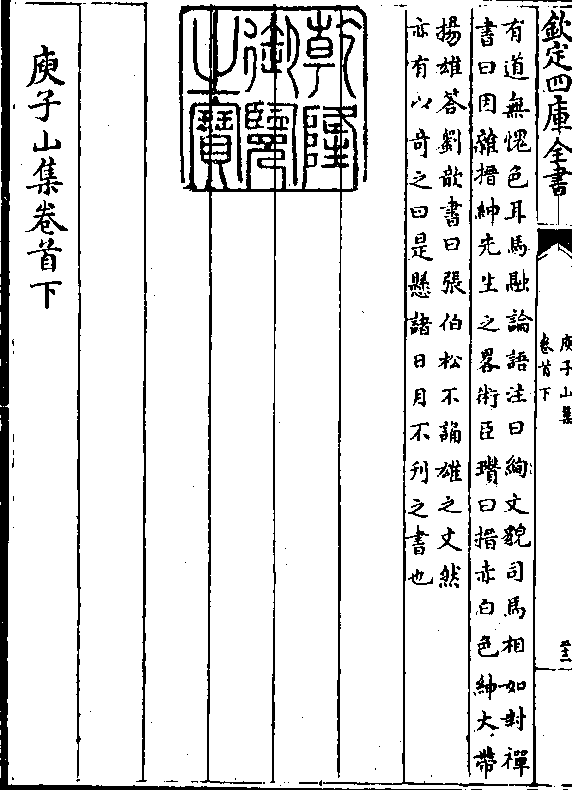 欽定四庫全書
庾子山集
卷首下
有道無愧色耳馬融論語注曰絢文貌司馬相如封禪
書曰因雜搢紳先生之畧術臣瓚曰搢赤白色紳大帶
揚雄答劉歆書曰張伯松不誦雄之文然
亦有以奇之曰是懸諸日月不刊之書也
乾隆
御覽
之寶
庾子山集卷首下